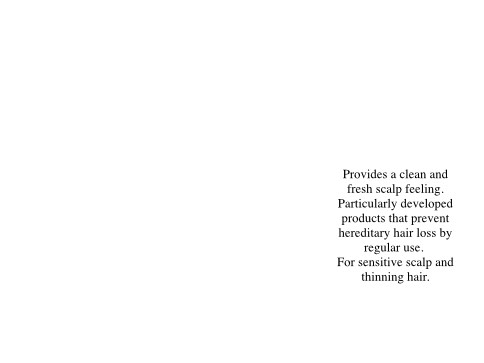 Provides a clean and
fresh scalp feeling.
Particularly developed
products that prevent
hereditary hair loss by
regular use.
For sensitive scalp and
thinning hair.